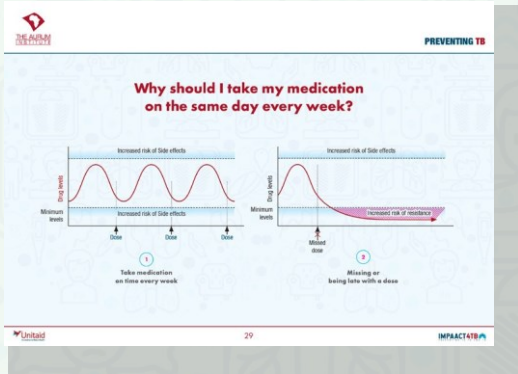 THE AURUM
INSTITUTE
PREVENTING TB
Why should I take my medication
on the same day every week?
Increased risk of Side effects
Drug levels
Minimum
levels
Increased risk of Side effects
Dose
Dose
Dose
1
Take medication
on time every week
Increased risk of Side effects
Drug levels
Minimum
levels
Increased risk of resistance
Missed
dose
2
Missing or
being late with a dose
Unitaid
29
IMPAACT4TB